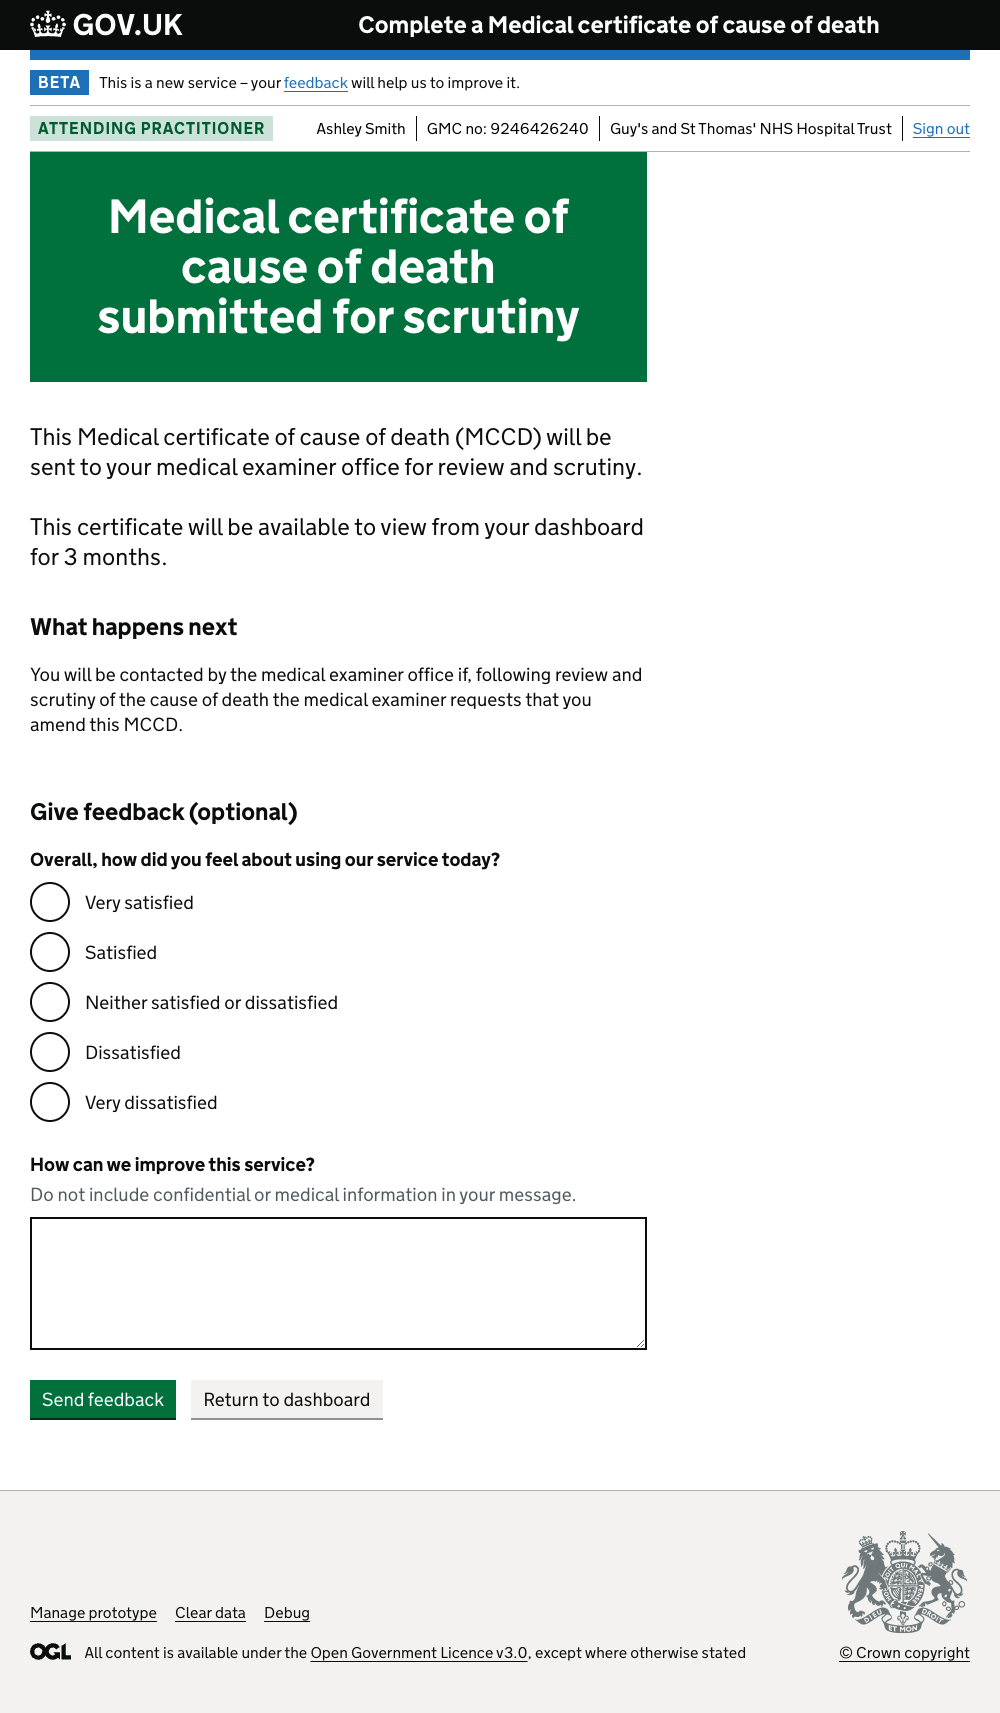 GOV.UK
Complete a Medical certificate of cause of death
BETA This is a new service – your feedback will help us to improve it.
ATTENDING PRACTITIONER Ashley Smith GMC no: 9246426240 Guy's and St Thomas' NHS Hospital Trust Sign out
Medical certificate of
cause of death
submitted for scrutiny
This Medical certificate of cause of death (MCCD) will be
sent to your medical examiner office for review and scrutiny.
This certificate will be available to view from your dashboard
for 3 months.
What happens next
You will be contacted by the medical examiner office if, following review and
scrutiny of the cause of death the medical examiner requests that you
amend this MCCD.
Give feedback (optional)
Overall, how did you feel about using our service today?
Very satisfied
Satisfied
Neither satisfied or dissatisfied
Dissatisfied
Very dissatisfied
How can we improve this service?
Do not include confidential or medical information in your message.
Send feedback Return to dashboard
Manage prototype Clear data Debug
OGL All content is available under the Open Government Licence v3.0, except where otherwise stated
DIEU ET MON DROIT
© Crown copyright